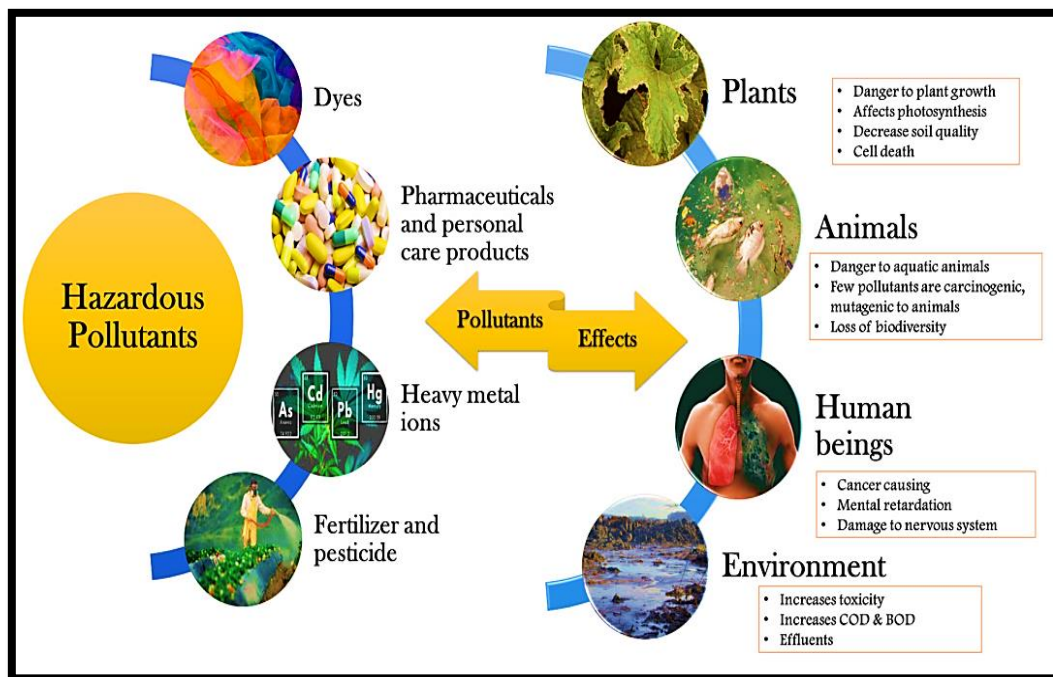 Hazardous
Pollutants
Dyes
Pharmaceuticals
and personal
care products
Heavy metal
ions
As
Cd
Pb
Hg
Fertilizer and
pesticide
Pollutants
Effects
Plants
• Danger to plant growth
• Affects photosynthesis
• Decrease soil quality
• Cell death
Animals
• Danger to aquatic animals
• Few pollutants are carcinogenic,
mutagenic to animals
• Loss of biodiversity
Human
beings
• Cancer causing
• Mental retardation
• Damage to nervous system
Environment
• Increases toxicity
• Increases COD & BOD
• Effluents